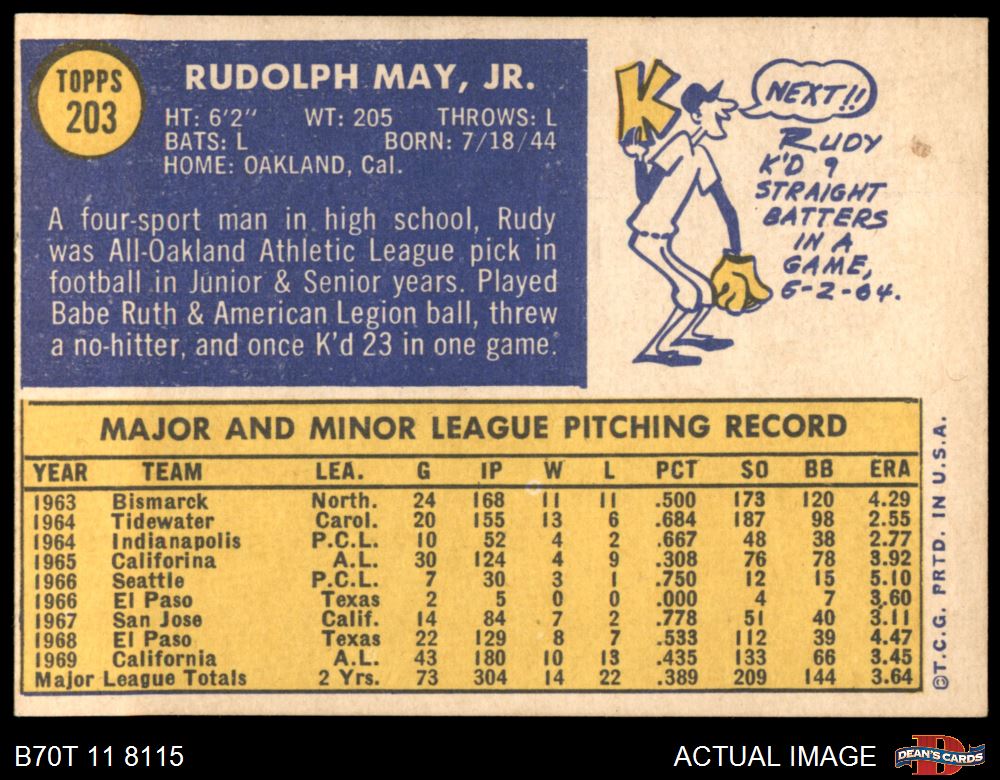 TOPPS
203
RUDOLPH MAY, JR.
HT: 6'2" WT: 205 THROWS: L
BATS: L BORN: 7/18/44
HOME: OAKLAND, Cal.
A four-sport man in high school, Rudy
was All-Oakland Athletic League pick in
football in Junior & Senior years. Played
Babe Ruth & American Legion ball, threw
a no-hitter, and once K'd 23 in one game.
K
NEXT!!
RUDY
K'D 9
STRAIGHT
BATTERS
IN A
GAME,
6-2-64.
MAJOR AND MINOR LEAGUE PITCHING RECORD
YEAR TEAM LEA. G IP W L PCT SO BB ERA
1963 Bismarck North. 24 168 11 11 .500 173 120 4.29
1964 Tidewater Carol. 20 155 13 6 .684 187 98 2.55
1964 Indianapolis P.C.L. 10 52 4 2 .667 48 38 2.77
1965 Califorina A.L. 30 124 4 9 .308 76 78 3.92
1966 Seattle P.C.L. 7 30 3 1 .750 12 15 5.10
1966 El Paso Texas 2 5 0 0 .000 4 7 3.60
1967 San Jose Calif. 14 84 7 2 .778 51 40 3.11
1968 El Paso Texas 22 129 8 7 .533 112 39 4.47
1969 California A.L. 43 180 10 13 .435 133 66 3.45
Major League Totals 2 Yrs. 73 304 14 22 .389 209 144 3.64
©T.C.G. PRTD. IN U.S.A.
B70T 11 8115
ACTUAL IMAGE
D
DEAN'S CARDS